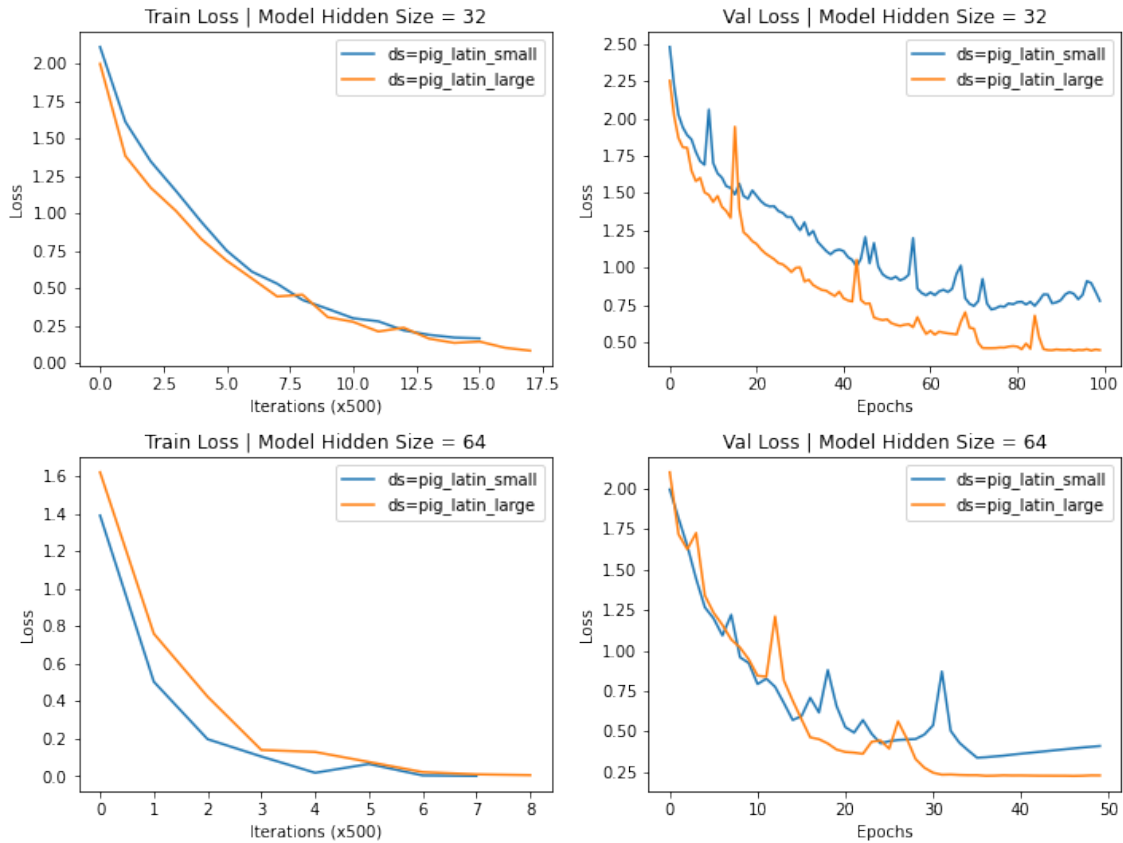 Train Loss | Model Hidden Size = 32
ds=pig_latin_small
ds=pig_latin_large
2.00
1.75
1.50
1.25
1.00
0.75
0.50
0.25
0.00
Loss
0.0 2.5 5.0 7.5 10.0 12.5 15.0 17.5
Iterations (x500)
Val Loss | Model Hidden Size = 32
ds=pig_latin_small
ds=pig_latin_large
2.50
2.25
2.00
1.75
1.50
1.25
1.00
0.75
0.50
Loss
0 20 40 60 80 100
Epochs
Train Loss | Model Hidden Size = 64
ds=pig_latin_small
ds=pig_latin_large
1.6
1.4
1.2
1.0
0.8
0.6
0.4
0.2
0.0
Loss
0 1 2 3 4 5 6 7 8
Iterations (x500)
Val Loss | Model Hidden Size = 64
ds=pig_latin_small
ds=pig_latin_large
2.00
1.75
1.50
1.25
1.00
0.75
0.50
0.25
Loss
0 10 20 30 40 50
Epochs